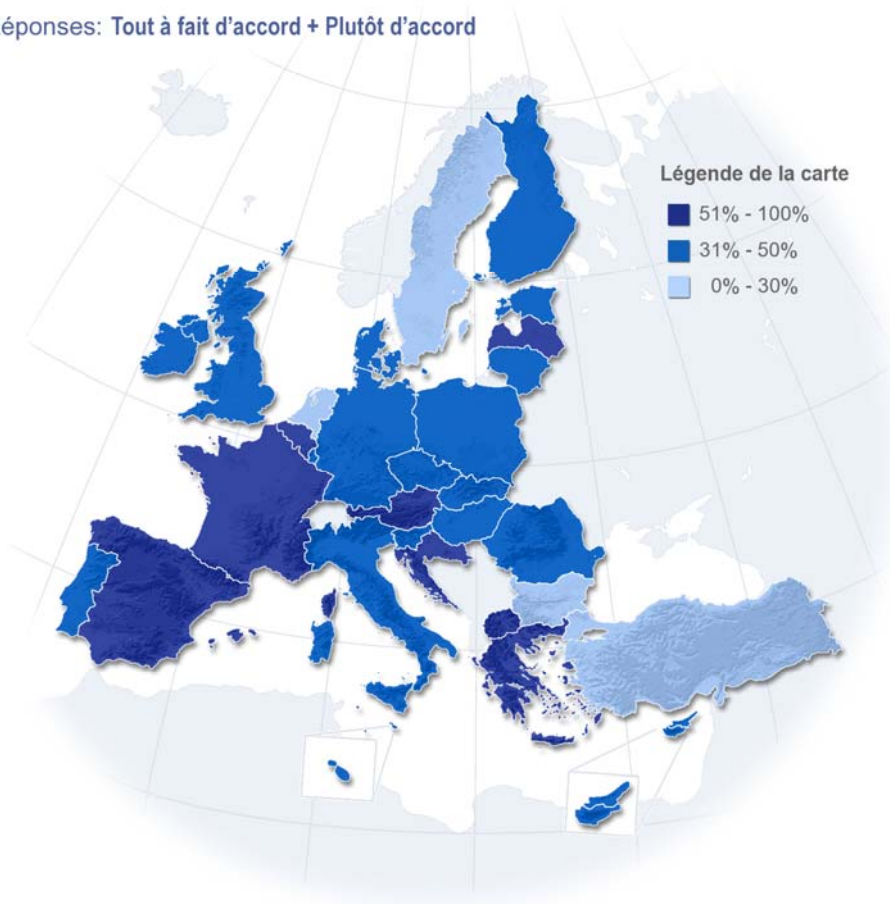 éponses: Tout à fait d'accord + Plutôt d'accord
Légende de la carte
51% - 100%
31% - 50%
0% - 30%